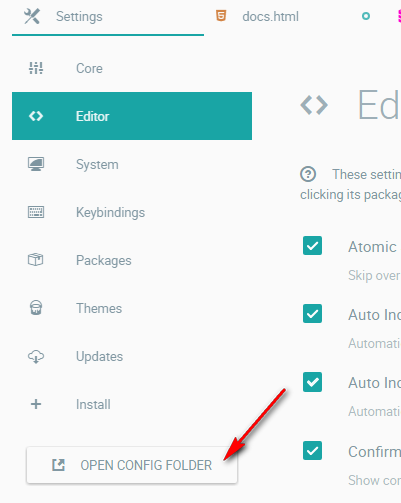 Settings
docs.html
Core
Editor
System
Keybindings
Packages
Themes
Updates
Install
OPEN CONFIG FOLDER
Ed
These settin
clicking its packag
Atomic
Skip over
Auto Inc
Automati
Auto Inc
Automati
Confirm
Show con